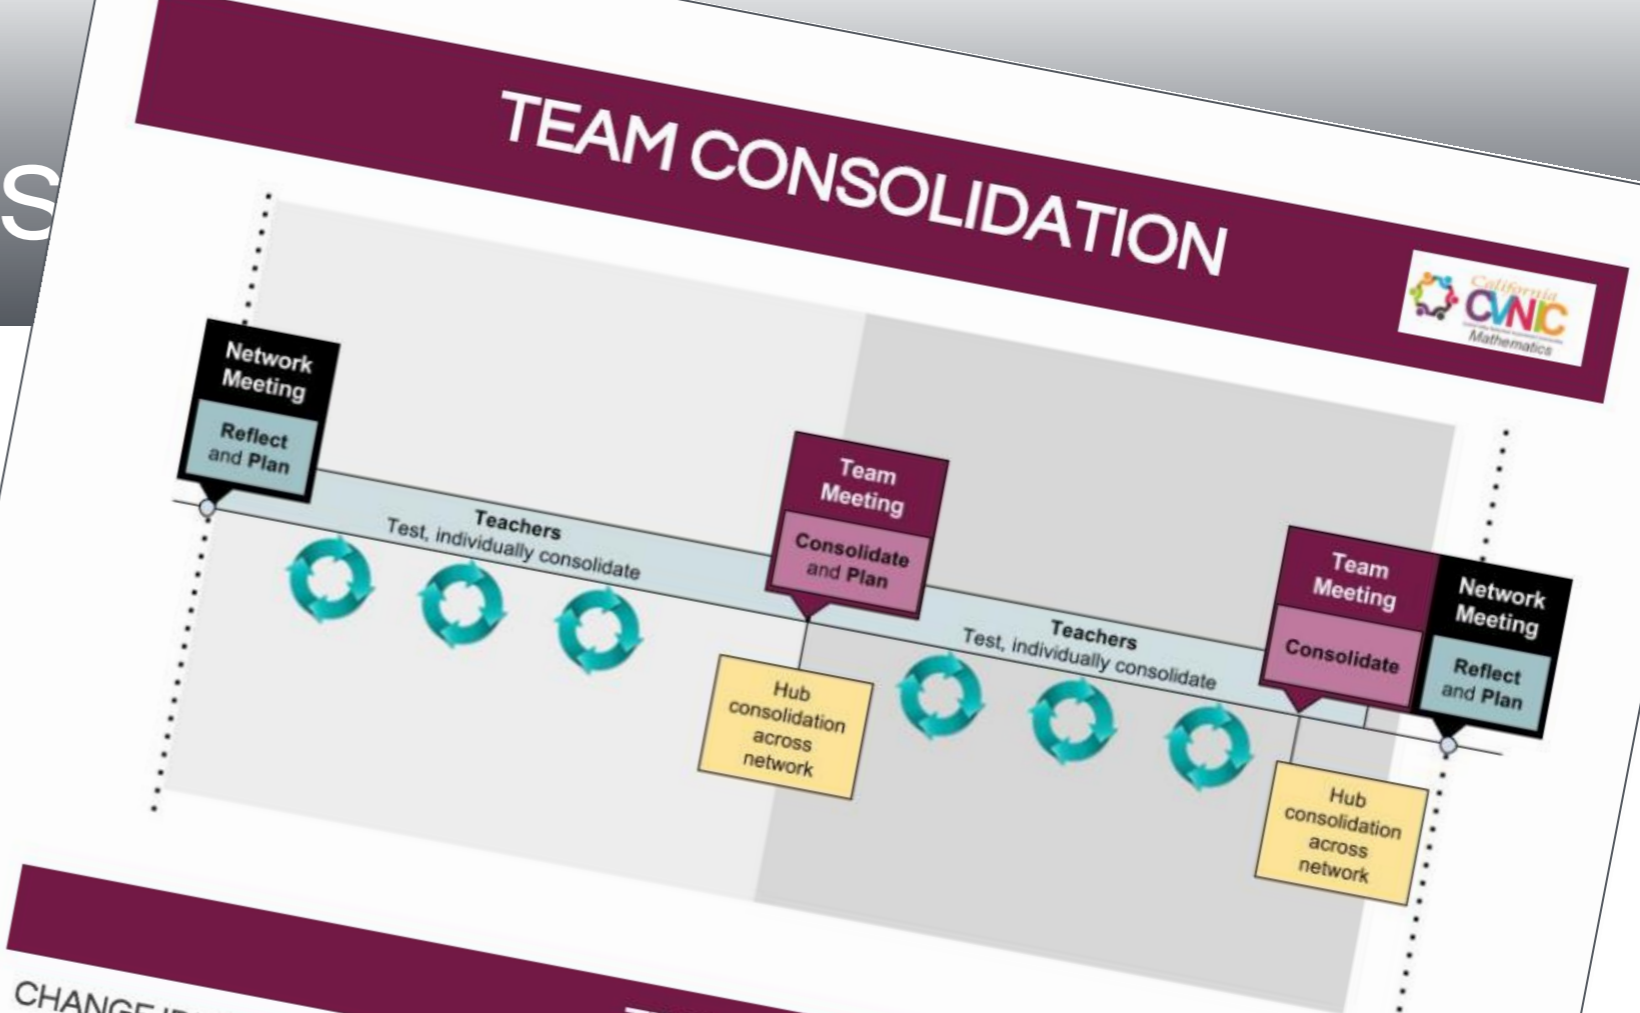 S
TEAM CONSOLIDATION
California
CVNIC
Mathematics
Network
Meeting
Reflect
and Plan
Teachers
Test, individually consolidate
Team
Meeting
Consolidate
and Plan
Hub
consolidation
across
network
Teachers
Test, individually consolidate
Team
Meeting
Consolidate
Network
Meeting
Reflect
and Plan
Hub
consolidation
across
network
CHANGE